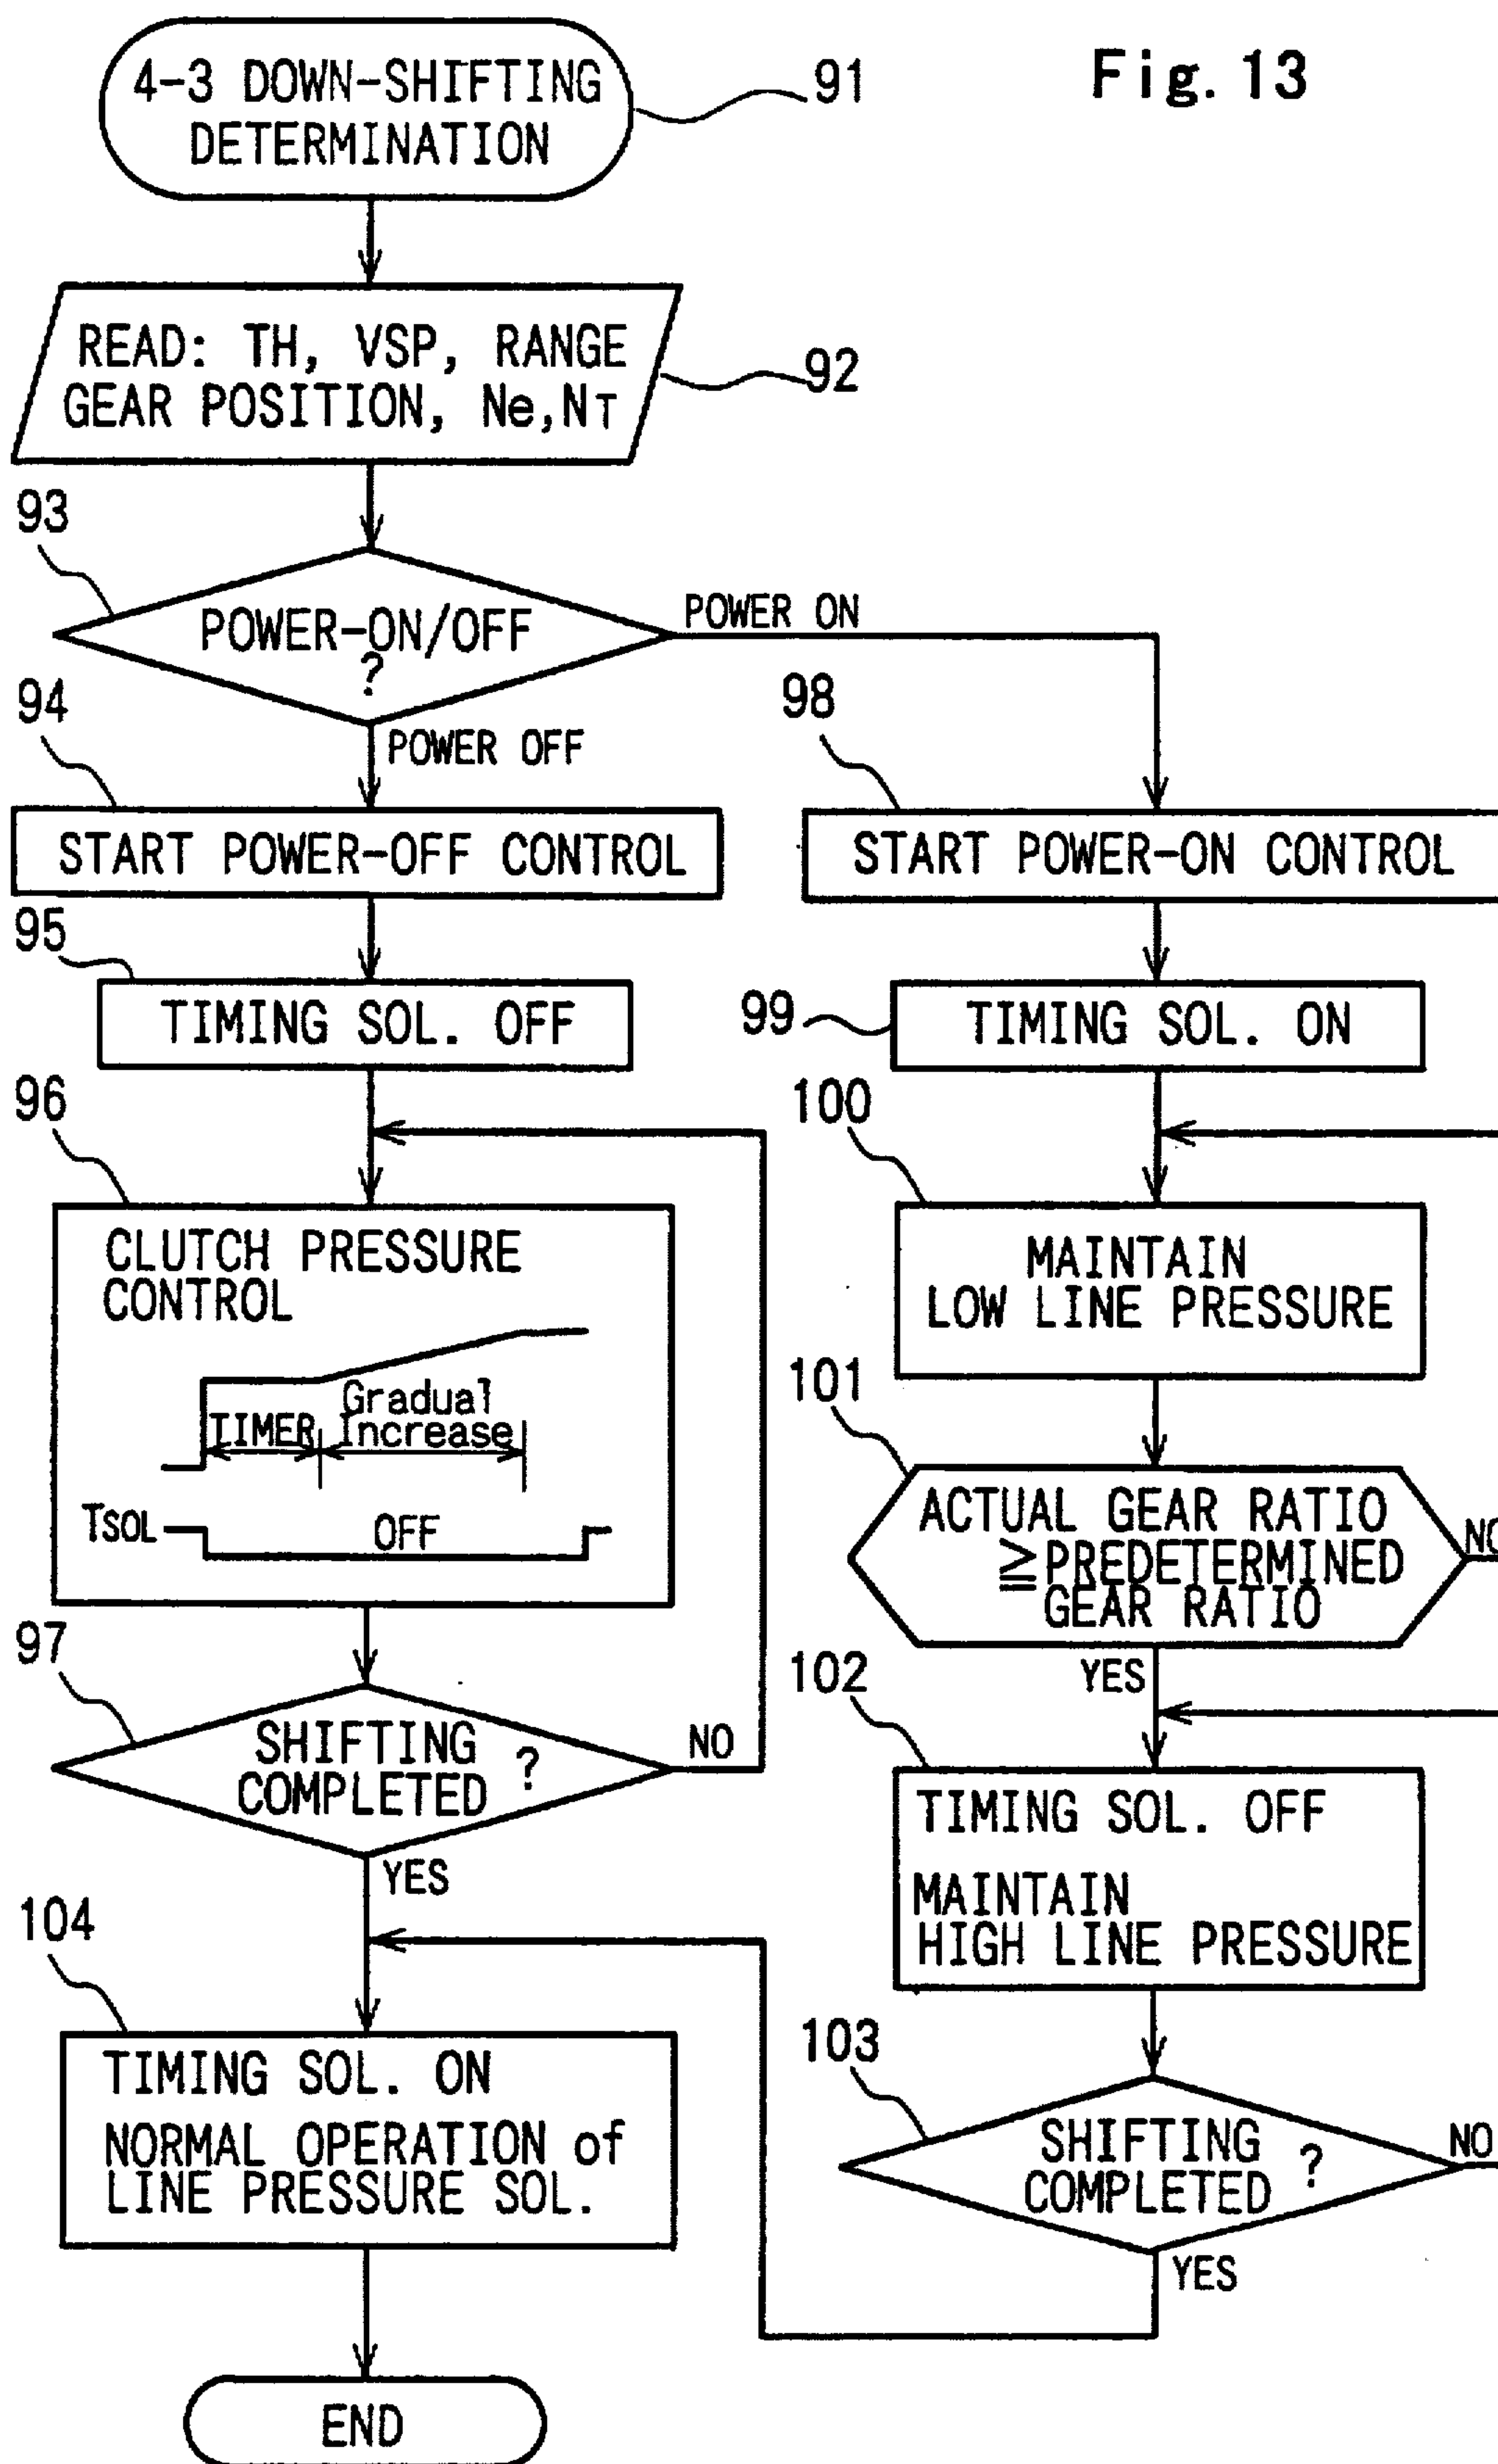 Fig. 13
4-3 DOWN-SHIFTING
DETERMINATION
91
READ: TH, VSP, RANGE
GEAR POSITION, Ne,NT
92
93
POWER-ON/OFF
?
POWER ON
POWER OFF
94
START POWER-OFF CONTROL
95
TIMING SOL. OFF
96
CLUTCH PRESSURE
CONTROL
TIMER
Gradual
Increase
TSOL
OFF
97
SHIFTING
COMPLETED ?
NO
YES
98
START POWER-ON CONTROL
99
TIMING SOL. ON
100
MAINTAIN
LOW LINE PRESSURE
101
ACTUAL GEAR RATIO
≧PREDETERMINED
GEAR RATIO
NO
YES
102
TIMING SOL. OFF
MAINTAIN
HIGH LINE PRESSURE
103
SHIFTING
COMPLETED ?
NO
YES
104
TIMING SOL. ON
NORMAL OPERATION of
LINE PRESSURE SOL.
END